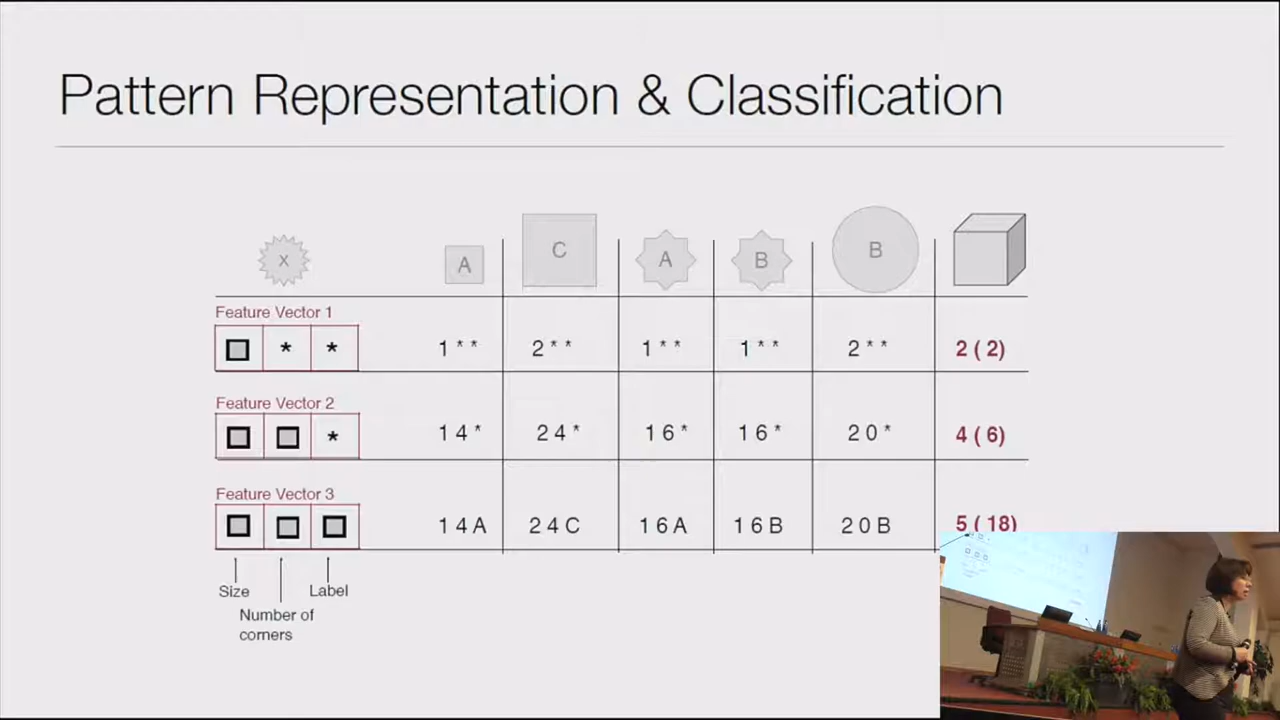 Pattern Representation & Classification
x
A
C
A
B
B
Feature Vector 1
* *
1 * *
2 * *
1 * *
1 * *
2 * *
2 ( 2)
Feature Vector 2
*
1 4 *
2 4 *
1 6 *
1 6 *
2 0 *
4 ( 6)
Feature Vector 3
1 4 A
2 4 C
1 6 A
1 6 B
2 0 B
5 ( 18)
Size
Label
Number of
corners